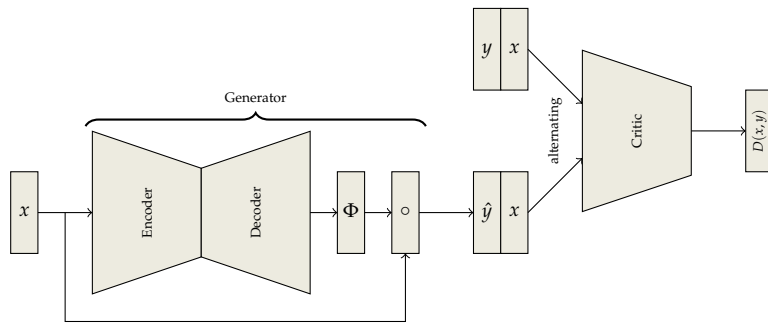 y x
Generator
alternating
Critic
D(x, y)
x
Encoder
Decoder
Φ
∘
ŷ x